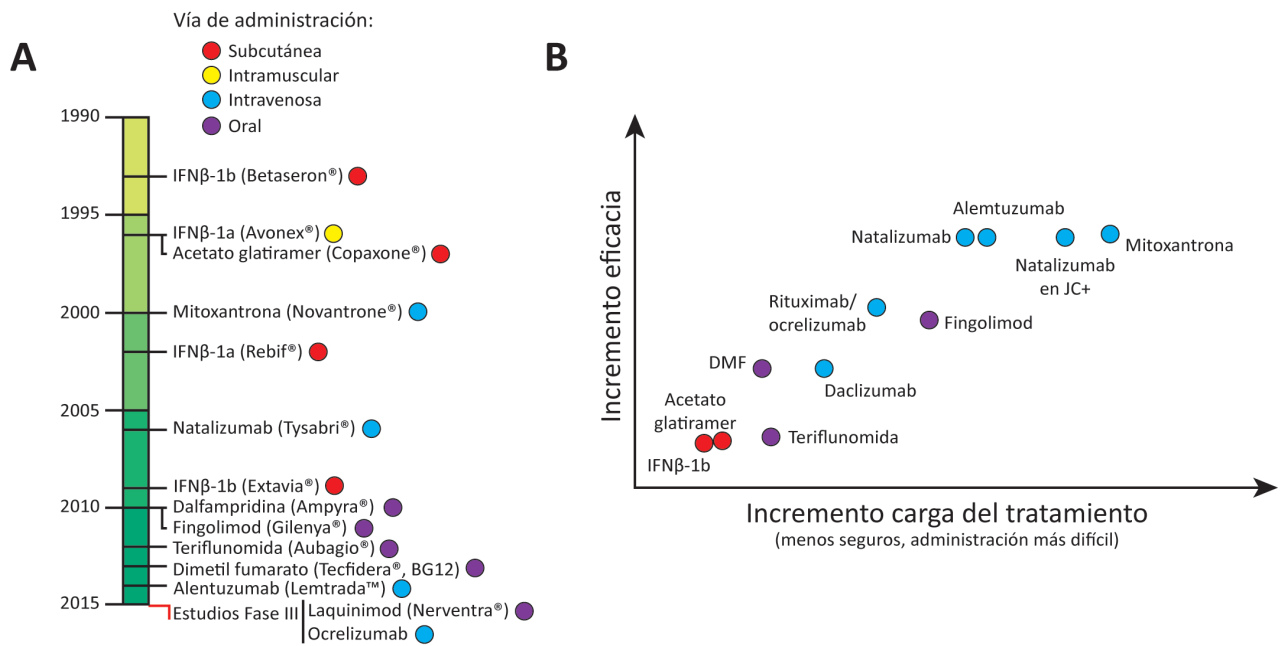 A
Vía de administración:
Subcutánea
Intramuscular
Intravenosa
Oral
1990
IFNβ-1b (Betaseron®)
1995
IFNβ-1a (Avonex®)
Acetato glatiramer (Copaxone®)
2000
Mitoxantrona (Novantrone®)
IFNβ-1a (Rebif®)
2005
Natalizumab (Tysabri®)
IFNβ-1b (Extavia®)
2010
Dalfampridina (Ampyra®)
Fingolimod (Gilenya®)
Teriflunomida (Aubagio®)
Dimetil fumarato (Tecfidera®, BG12)
Alentuzumab (Lemtrada™)
2015
Estudios Fase III
Laquinimod (Nerventra®)
Ocrelizumab
B
Incremento eficacia
Alemtuzumab
Natalizumab
Mitoxantrona
Natalizumab
en JC+
Rituximab/
ocrelizumab
Fingolimod
DMF
Daclizumab
Acetato
glatiramer
Teriflunomida
IFNβ-1b
Incremento carga del tratamiento
(menos seguros, administración más difícil)